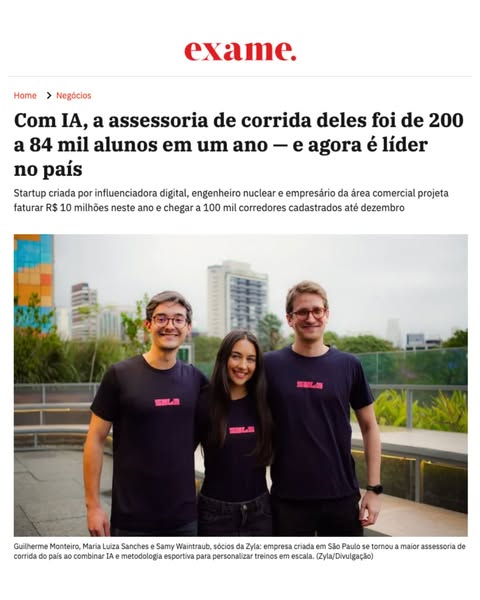 exame.
Home > Negócios
Com IA, a assessoria de corrida deles foi de 200
a 84 mil alunos em um ano — e agora é líder
no país
Startup criada por influenciadora digital, engenheiro nuclear e empresário da área comercial projeta
faturar R$ 10 milhões neste ano e chegar a 100 mil corredores cadastrados até dezembro
Guilherme Monteiro, Maria Luiza Sanches e Samy Waintraub, sócios da Zyla: empresa criada em São Paulo se tornou a maior assessoria de
corrida do país ao combinar IA e metodologia esportiva para personalizar treinos em escala. (Zyla/Divulgação)